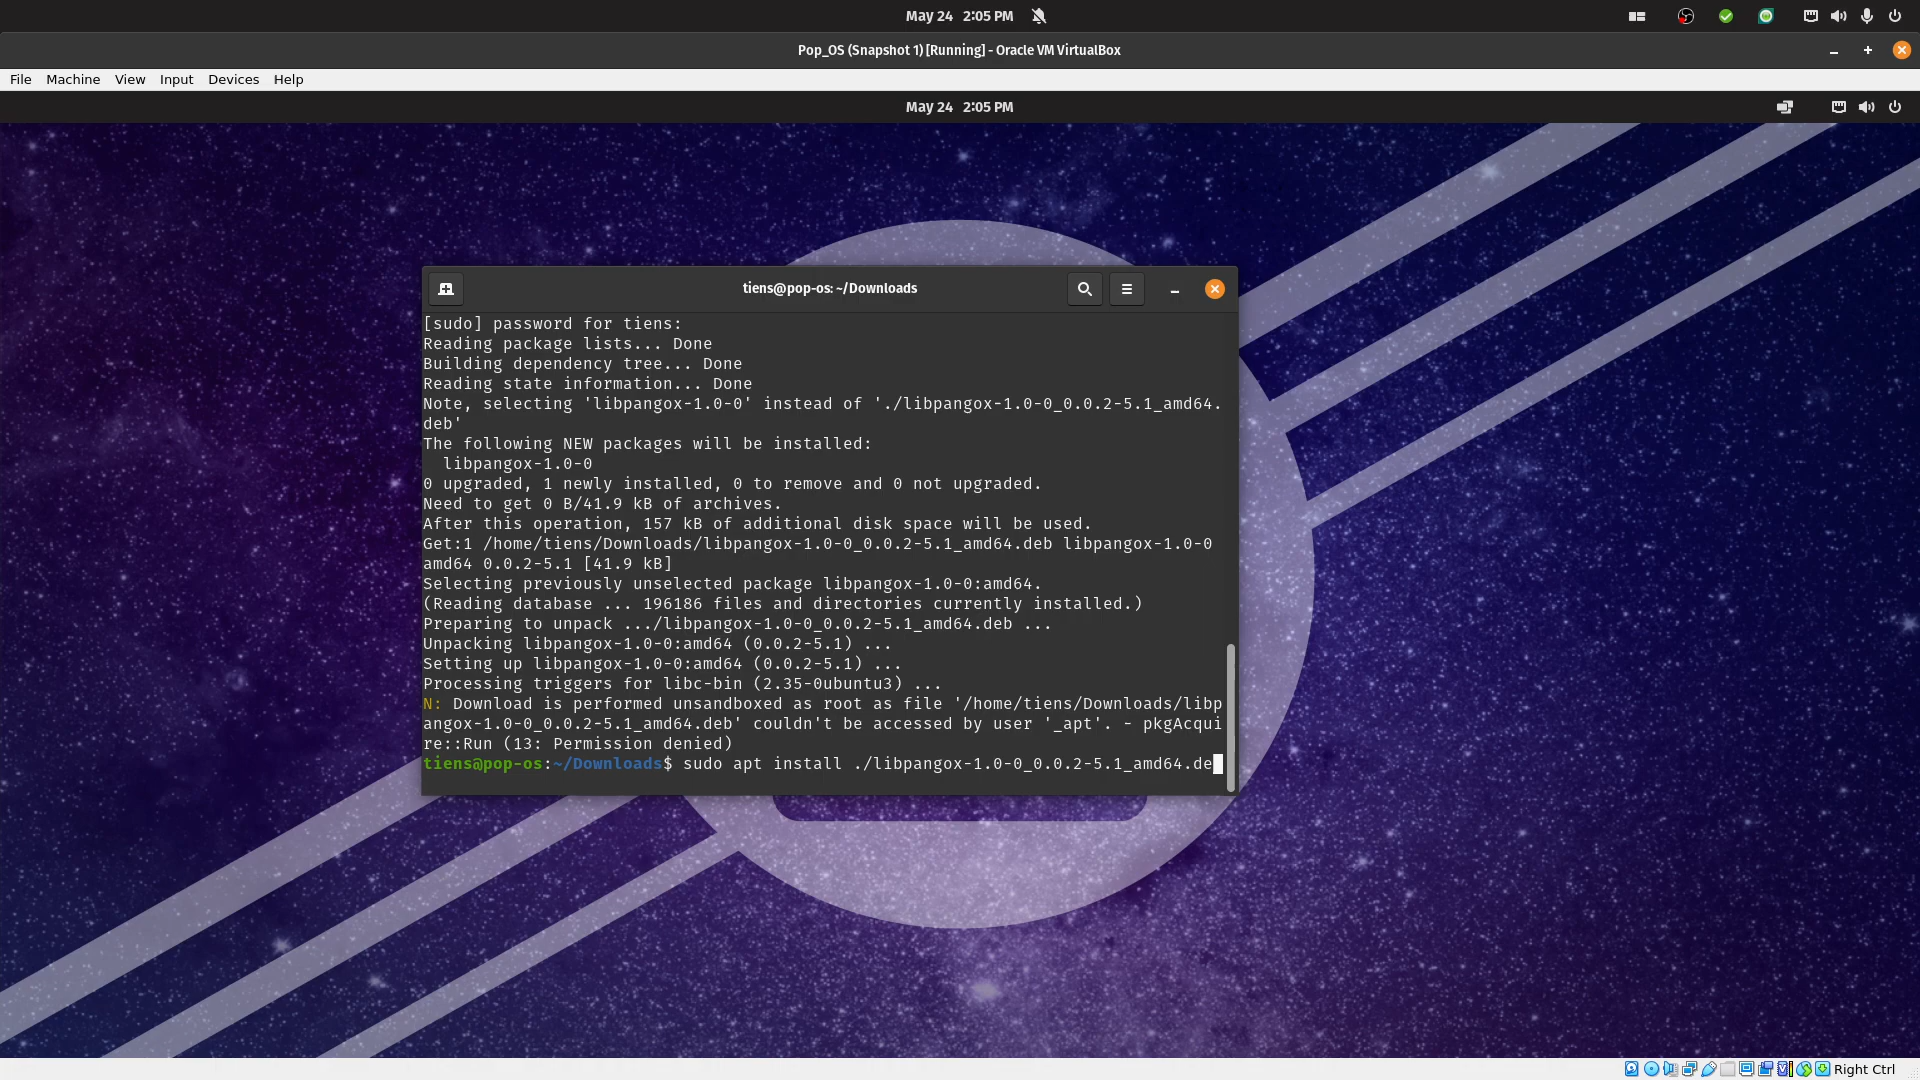 May 24 2:05 PM
Pop_OS (Snapshot 1) [Running] - Oracle VM VirtualBox
File Machine View Input Devices Help
May 24 2:05 PM
tiens@pop-os: ~/Downloads
[sudo] password for tiens:
Reading package lists... Done
Building dependency tree... Done
Reading state information... Done
Note, selecting 'libpangox-1.0-0' instead of './libpangox-1.0-0_0.0.2-5.1_amd64.
deb'
The following NEW packages will be installed:
  libpangox-1.0-0
0 upgraded, 1 newly installed, 0 to remove and 0 not upgraded.
Need to get 0 B/41.9 kB of archives.
After this operation, 157 kB of additional disk space will be used.
Get:1 /home/tiens/Downloads/libpangox-1.0-0_0.0.2-5.1_amd64.deb libpangox-1.0-0
amd64 0.0.2-5.1 [41.9 kB]
Selecting previously unselected package libpangox-1.0-0:amd64.
(Reading database ... 196186 files and directories currently installed.)
Preparing to unpack .../libpangox-1.0-0_0.0.2-5.1_amd64.deb ...
Unpacking libpangox-1.0-0:amd64 (0.0.2-5.1) ...
Setting up libpangox-1.0-0:amd64 (0.0.2-5.1) ...
Processing triggers for libc-bin (2.35-0ubuntu3) ...
N: Download is performed unsandboxed as root as file '/home/tiens/Downloads/libp
angox-1.0-0_0.0.2-5.1_amd64.deb' couldn't be accessed by user '_apt'. - pkgAcqui
re::Run (13: Permission denied)
tiens@pop-os:~/Downloads$ sudo apt install ./libpangox-1.0-0_0.0.2-5.1_amd64.de
Right Ctrl